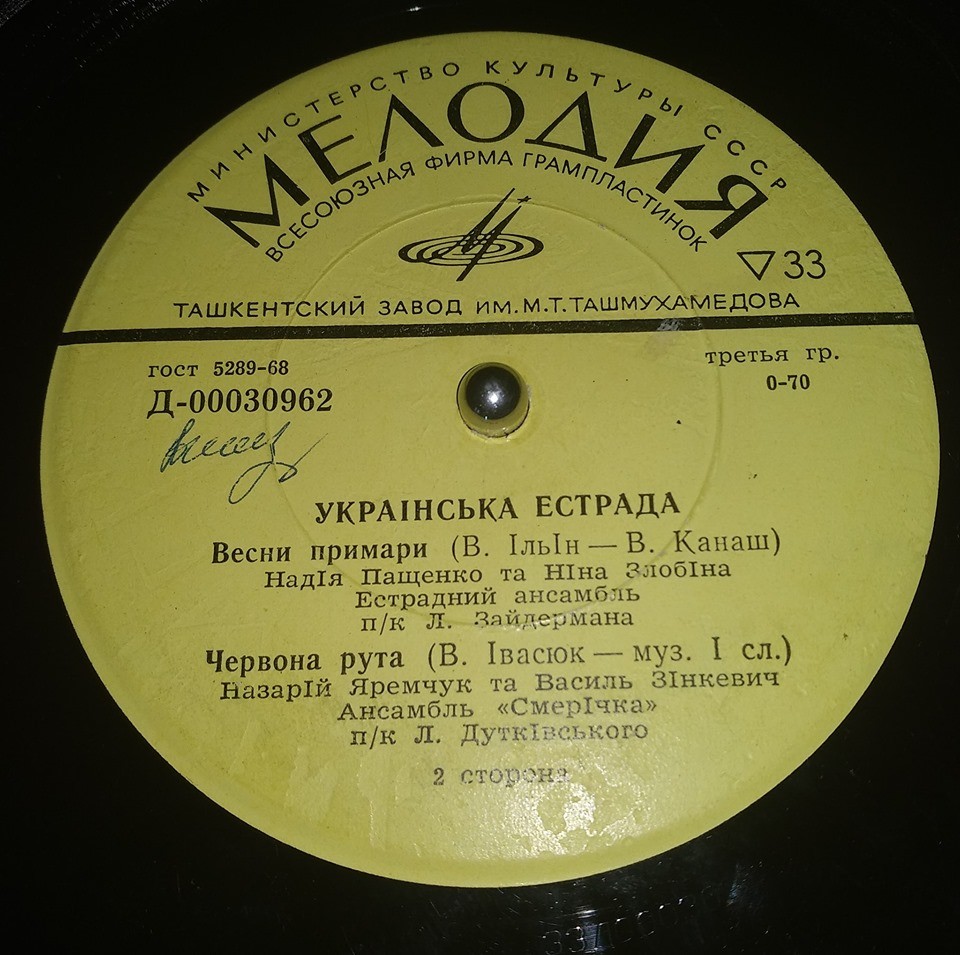 МИНИСТЕРСТВО КУЛЬТУРЫ СССР
МЕЛОДИЯ
ВСЕСОЮЗНАЯ ФИРМА ГРАМПЛАСТИНОК
▽33
ТАШКЕНТСКИЙ ЗАВОД ИМ. М.Т. ТАШМУХАМЕДОВА
гост 5289-68
третья гр.
Д-00030962
0-70
УКРАІНСЬКА ЕСТРАДА
Весни примари (В. Ільін — В. Канаш)
Надія Пащенко та Ніна Злобіна
Естрадний ансамбль
п/к Л. Зайдермана
Червона рута (В. Івасюк — муз. І сл.)
Назарій Яремчук та Василь Зінкевич
Ансамбль «Смерічка»
п/к Л. Дутківського
2 сторона